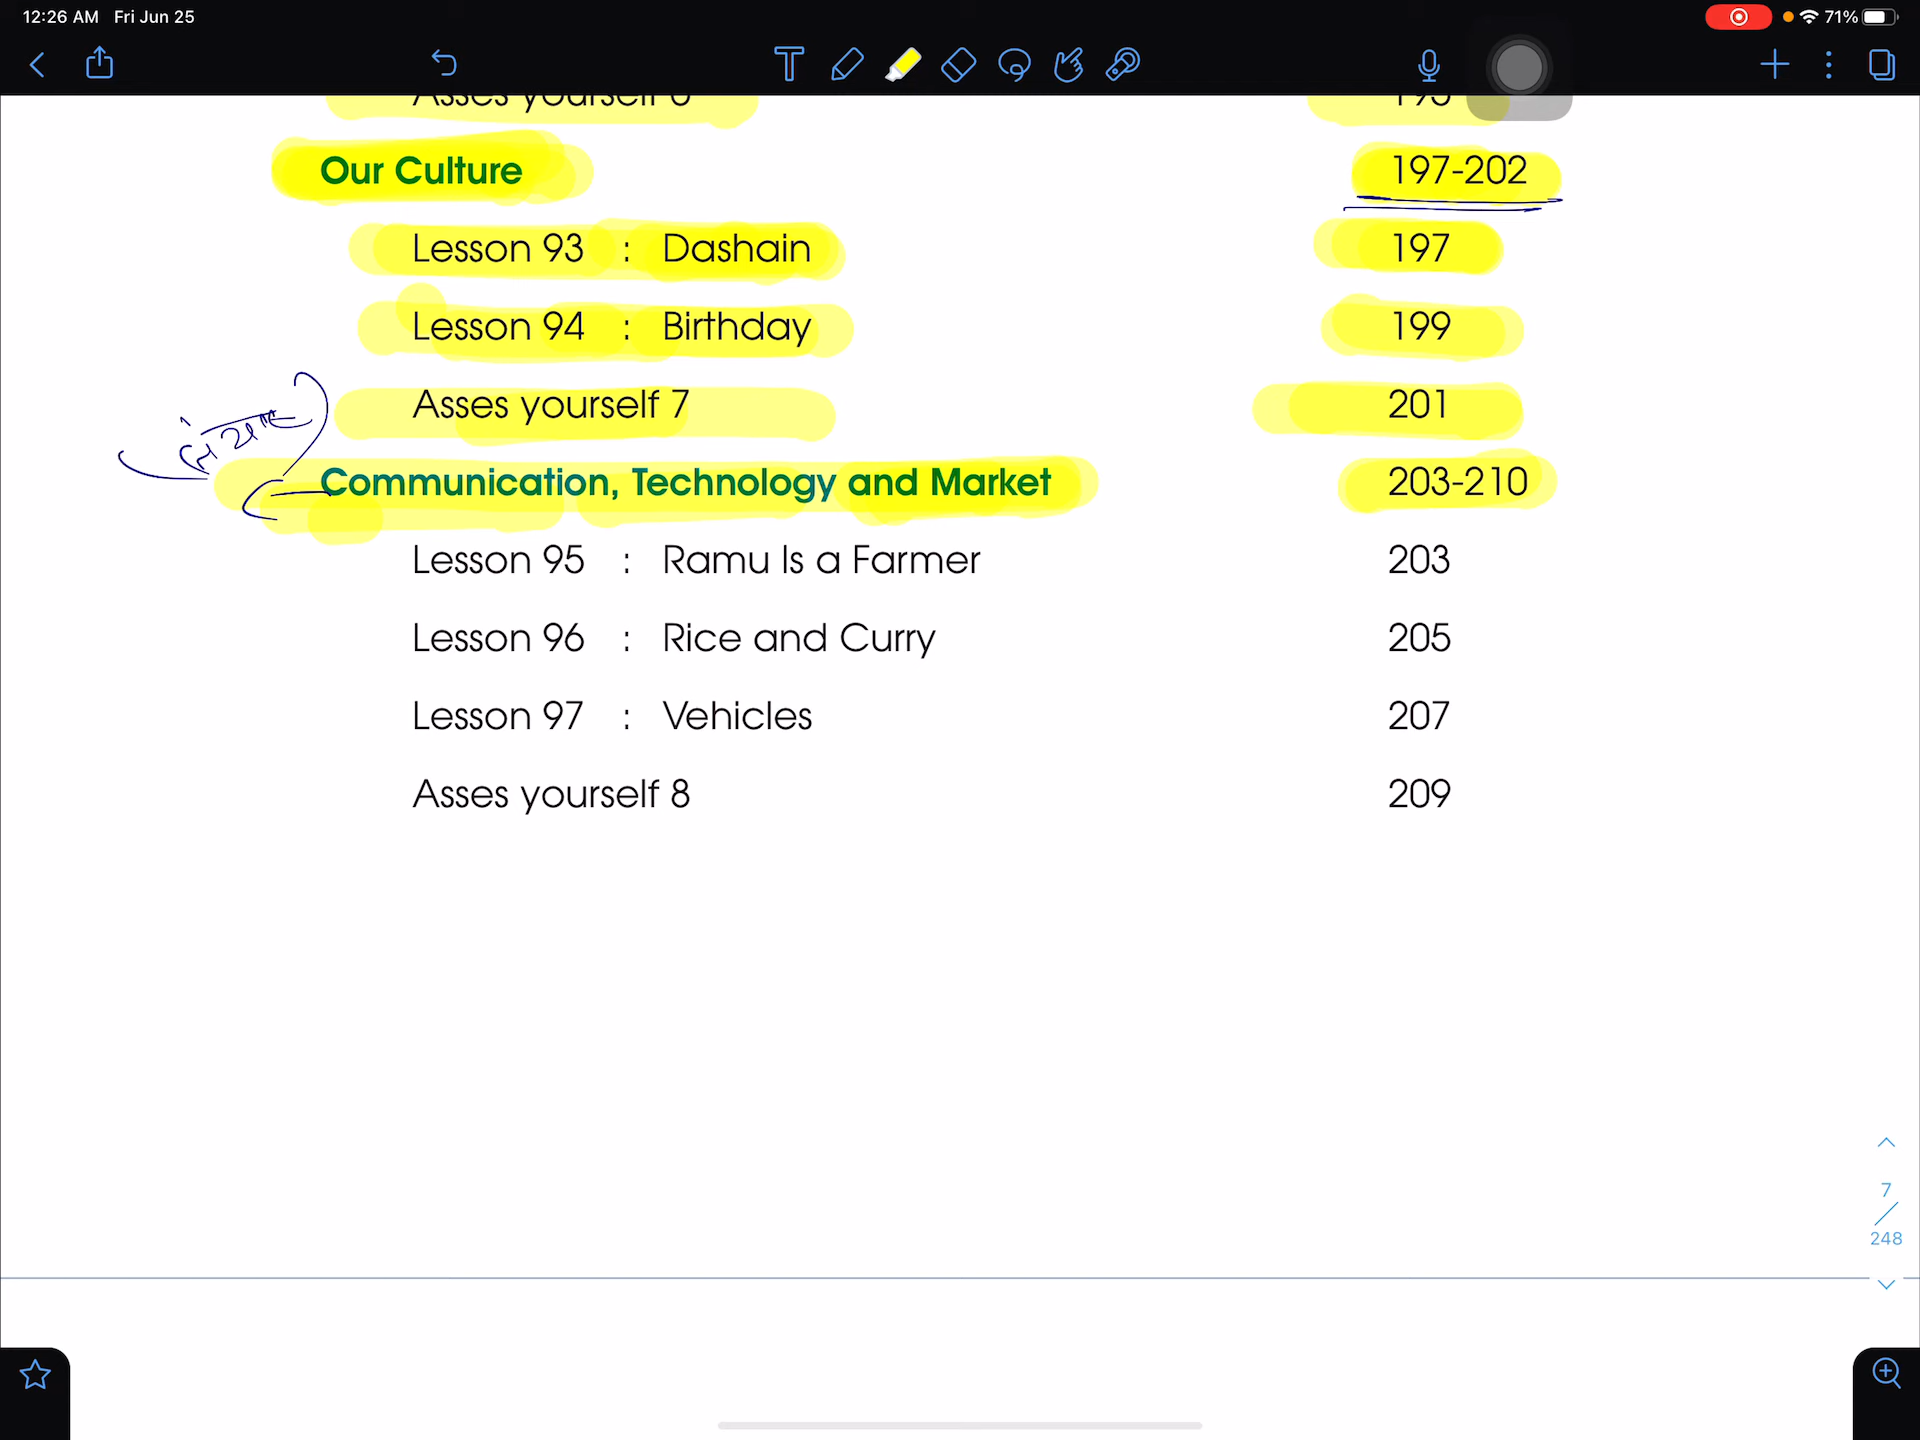 12:26 AM Fri Jun 25
71%
Our Culture 197-202
Lesson 93 : Dashain 197
Lesson 94 : Birthday 199
Asses yourself 7 201
Communication, Technology and Market 203-210
Lesson 95 : Ramu Is a Farmer 203
Lesson 96 : Rice and Curry 205
Lesson 97 : Vehicles 207
Asses yourself 8 209
7
248